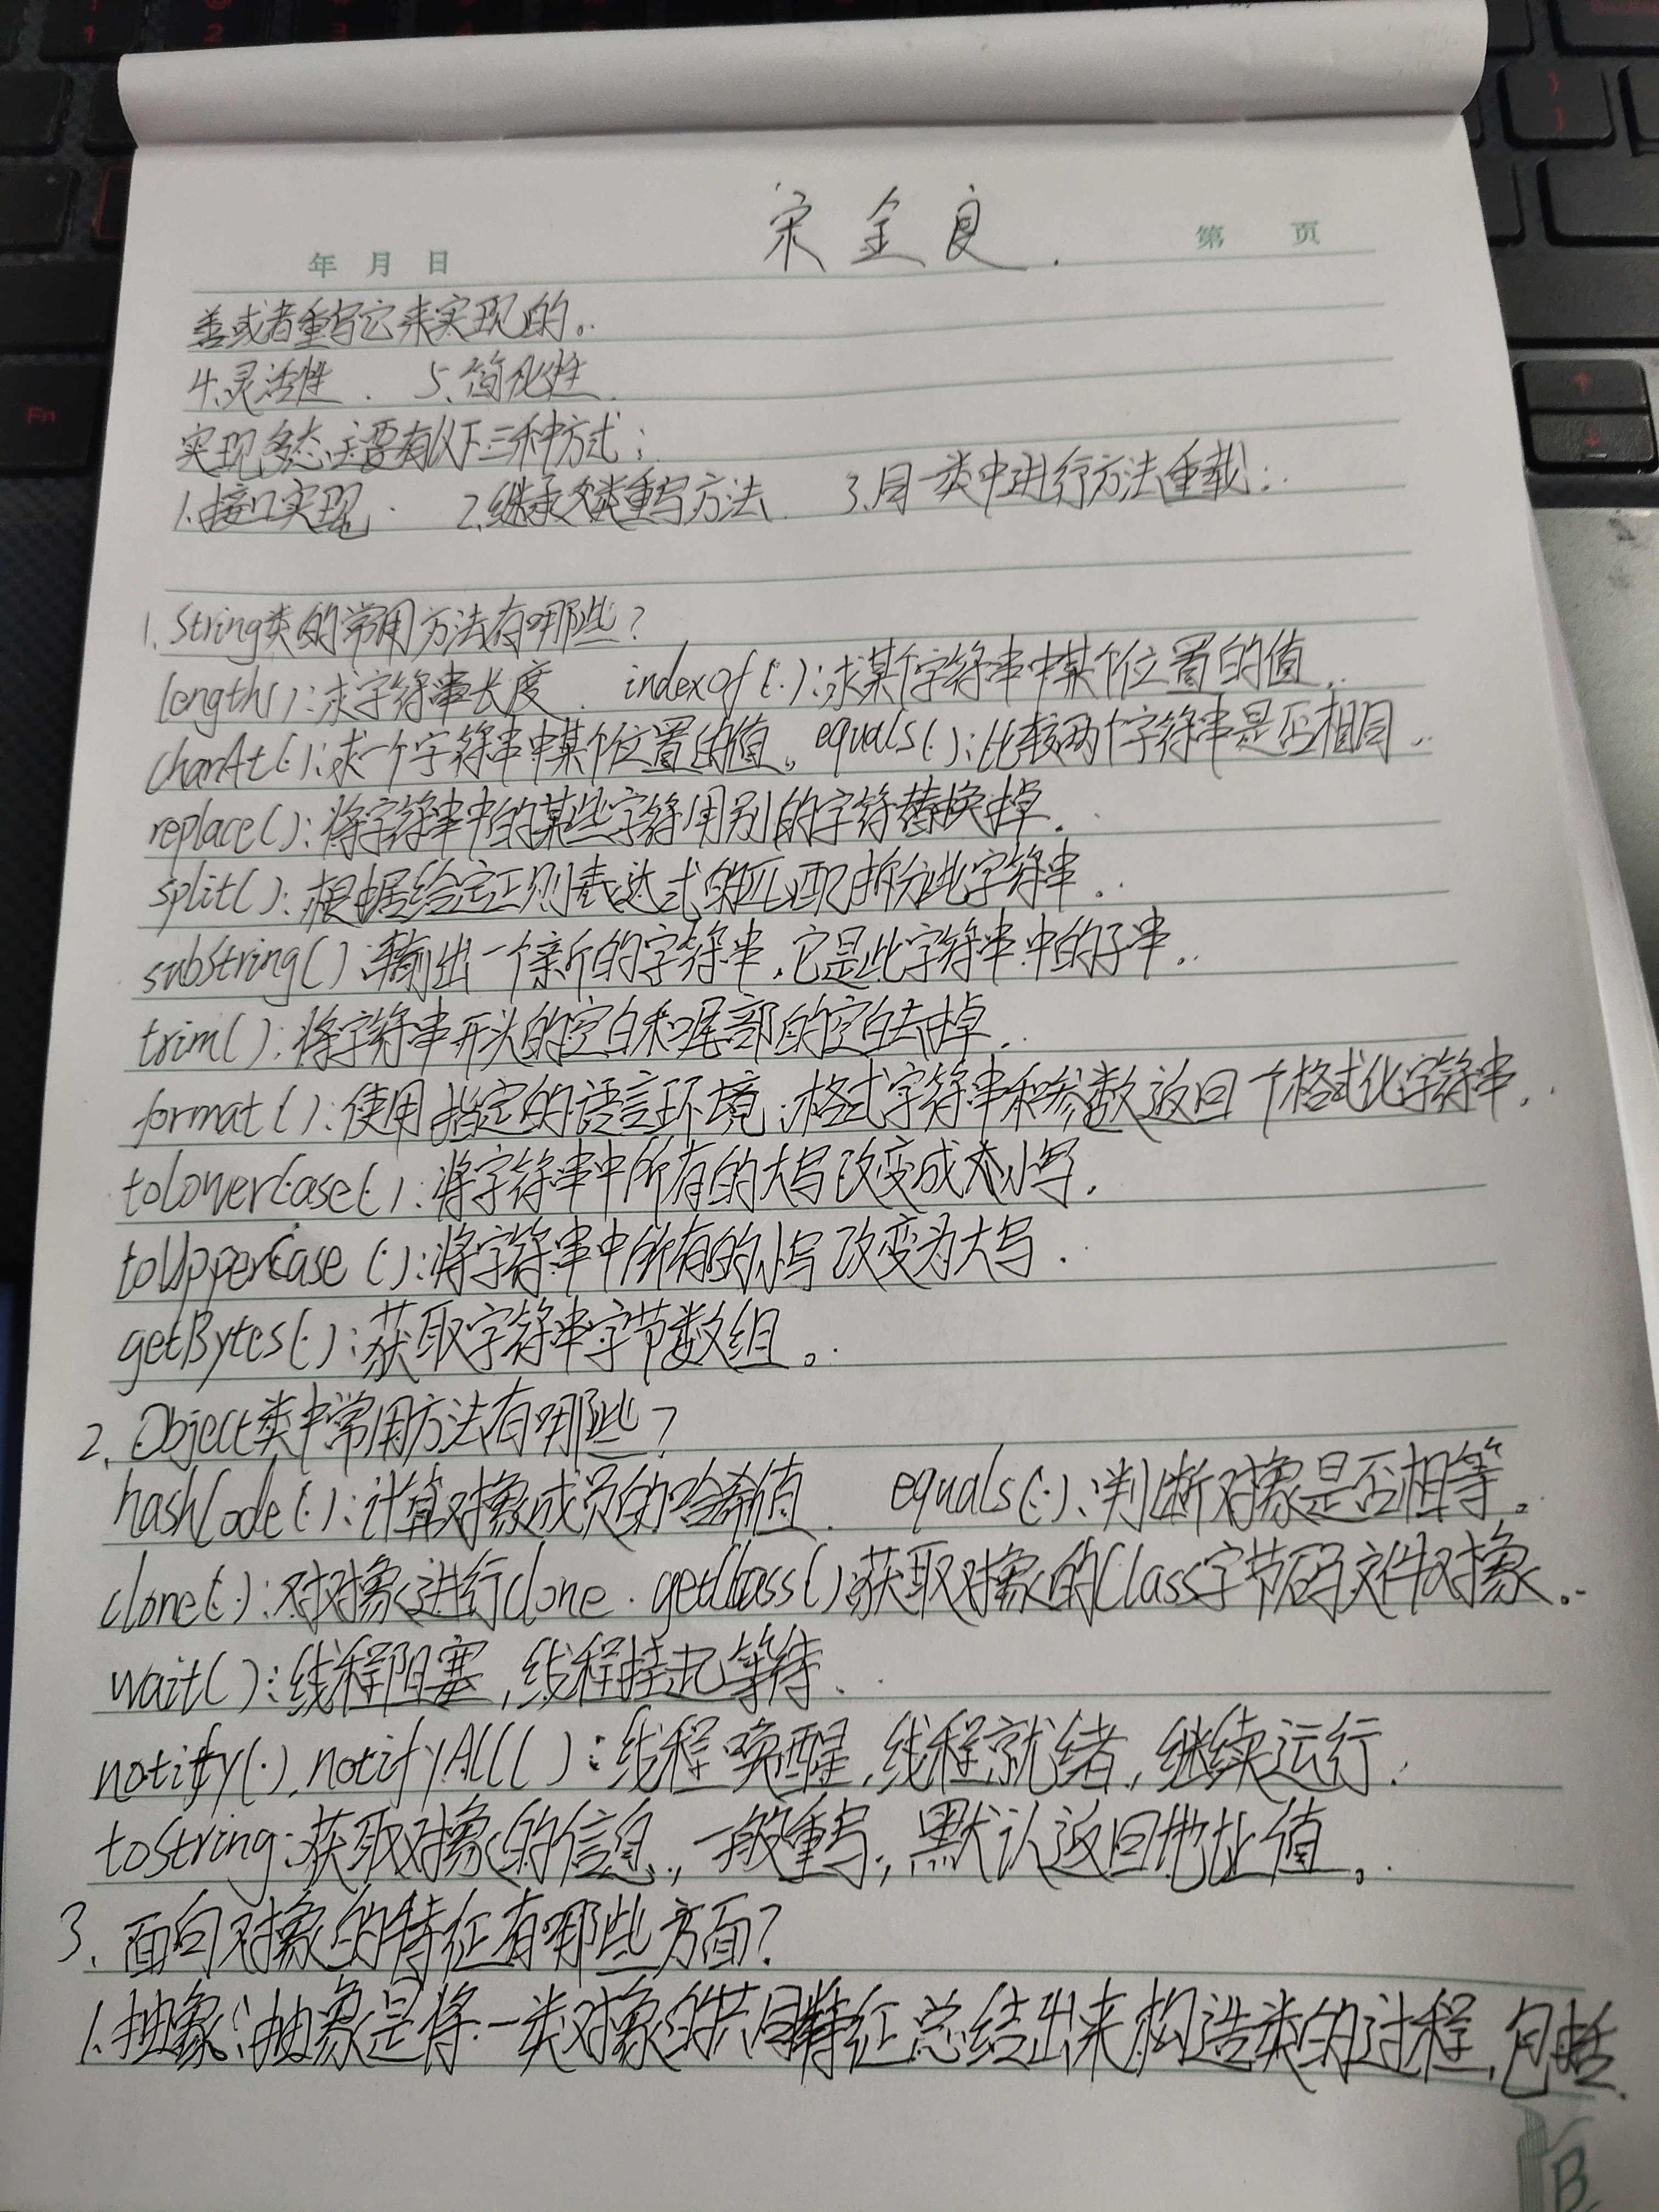 宋全良.
年 月 日 第 页
善或者重写它来实现的。
4.灵活性. 5.简化性.
实现多态主要有以下三种方式:
1.接口实现. 2.继承父类重写方法. 3.同一类中进行方法重载.
1.String类的常用方法有哪些?
length():求字符串长度. indexof():求某个字符串中某个位置的值.
charAt():求一个字符串中某个位置的值。equals():比较两个字符串是否相同.
replace():将字符串中的某些字符用别的字符替换掉.
split():根据给定正则表达式的匹配拆分此字符串.
substring():输出一个新的字符串,它是此字符串中的子串.
trim():将字符串开头的空白和尾部的空白去掉.
format():使用指定的语言环境、格式字符串和参数返回一个格式化字符串.
toLowerCase():将字符串中所有的大写改变成小写.
toUpperCase():将字符串中所有的小写改变为大写.
getBytes():获取字符串字节数组。
2.Object类中常用方法有哪些?
hashCode():计算对象成员的哈希值. equals():判断对象是否相等。
clone():对对象进行clone. getClass():获取对象的Class字节码文件对象。
wait():线程阻塞,线程挂起等待.
notify(),notifyAll():线程唤醒,线程就绪,继续运行.
toString:获取对象的信息,一般重写,默认返回地址值。
3.面向对象的特征有哪些方面?
1.抽象:抽象是将一类对象的共同特征总结出来构造类的过程,包括
B